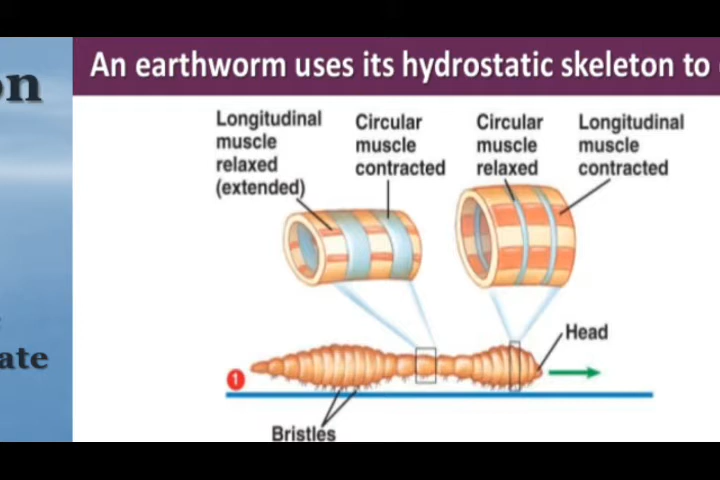 on
An earthworm uses its hydrostatic skeleton to
Longitudinal
muscle
relaxed
(extended)
Circular
muscle
contracted
Circular
muscle
relaxed
Longitudinal
muscle
contracted
Head
1
ate
Bristles